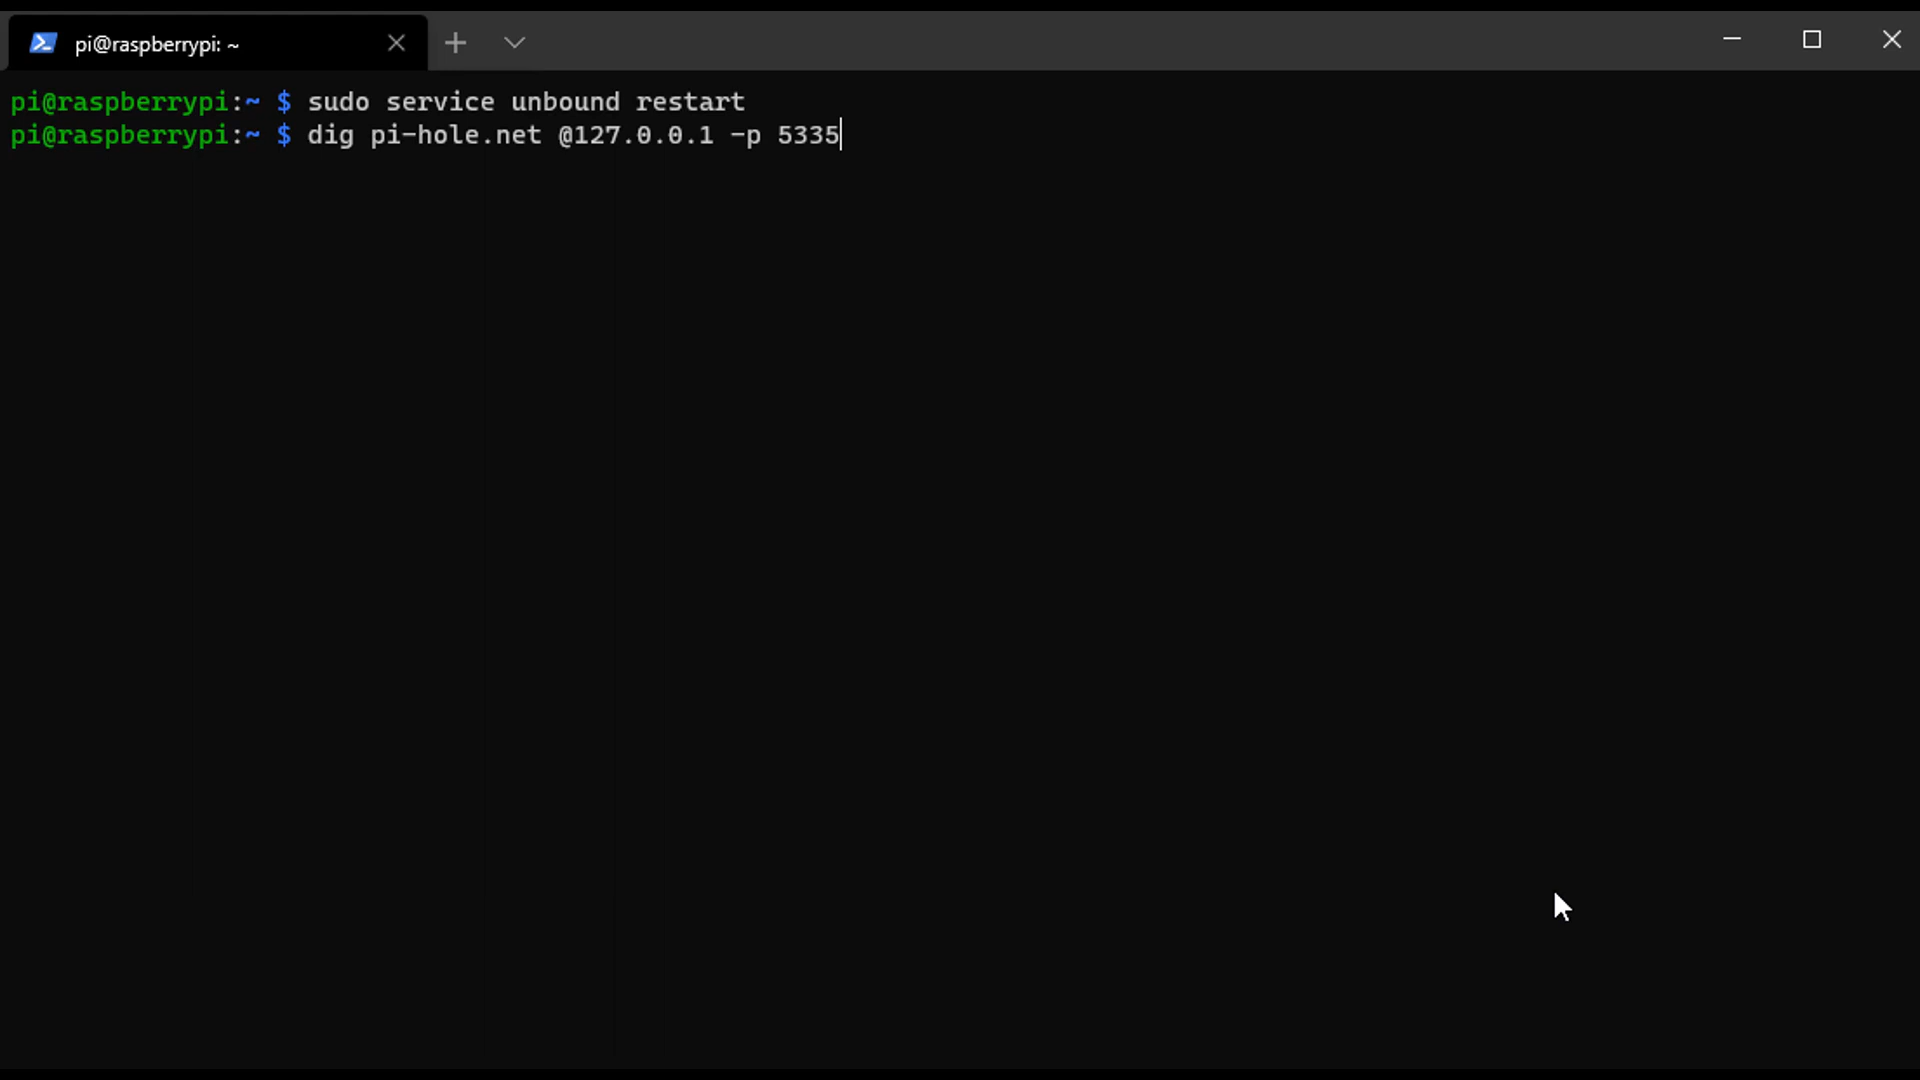 pi@raspberrypi: ~
pi@raspberrypi:~ $ sudo service unbound restart
pi@raspberrypi:~ $ dig pi-hole.net @127.0.0.1 -p 5335